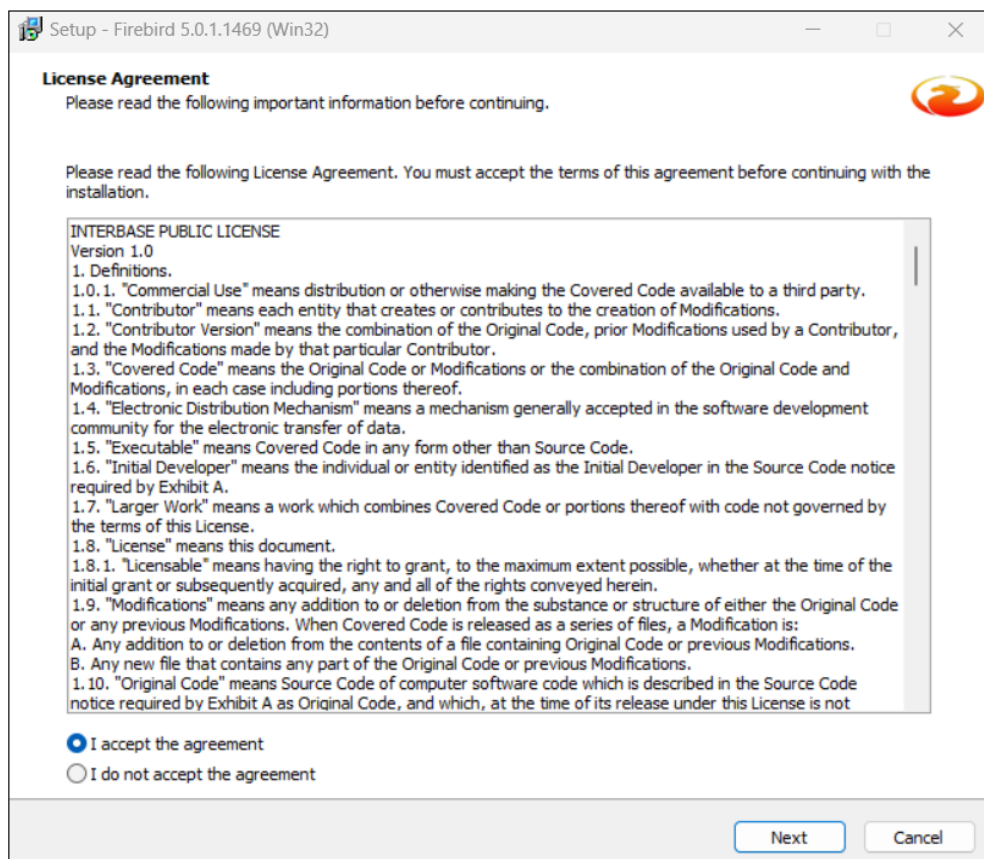 Setup - Firebird 5.0.1.1469 (Win32)
License Agreement
Please read the following important information before continuing.
Please read the following License Agreement. You must accept the terms of this agreement before continuing with the
installation.
INTERBASE PUBLIC LICENSE
Version 1.0
1. Definitions.
1.0.1. "Commercial Use" means distribution or otherwise making the Covered Code available to a third party.
1.1. "Contributor" means each entity that creates or contributes to the creation of Modifications.
1.2. "Contributor Version" means the combination of the Original Code, prior Modifications used by a Contributor,
and the Modifications made by that particular Contributor.
1.3. "Covered Code" means the Original Code or Modifications or the combination of the Original Code and
Modifications, in each case including portions thereof.
1.4. "Electronic Distribution Mechanism" means a mechanism generally accepted in the software development
community for the electronic transfer of data.
1.5. "Executable" means Covered Code in any form other than Source Code.
1.6. "Initial Developer" means the individual or entity identified as the Initial Developer in the Source Code notice
required by Exhibit A.
1.7. "Larger Work" means a work which combines Covered Code or portions thereof with code not governed by
the terms of this License.
1.8. "License" means this document.
1.8.1. "Licensable" means having the right to grant, to the maximum extent possible, whether at the time of the
initial grant or subsequently acquired, any and all of the rights conveyed herein.
1.9. "Modifications" means any addition to or deletion from the substance or structure of either the Original Code
or any previous Modifications. When Covered Code is released as a series of files, a Modification is:
A. Any addition to or deletion from the contents of a file containing Original Code or previous Modifications.
B. Any new file that contains any part of the Original Code or previous Modifications.
1.10. "Original Code" means Source Code of computer software code which is described in the Source Code
notice required by Exhibit A as Original Code, and which, at the time of its release under this License is not
I accept the agreement
I do not accept the agreement
Next
Cancel